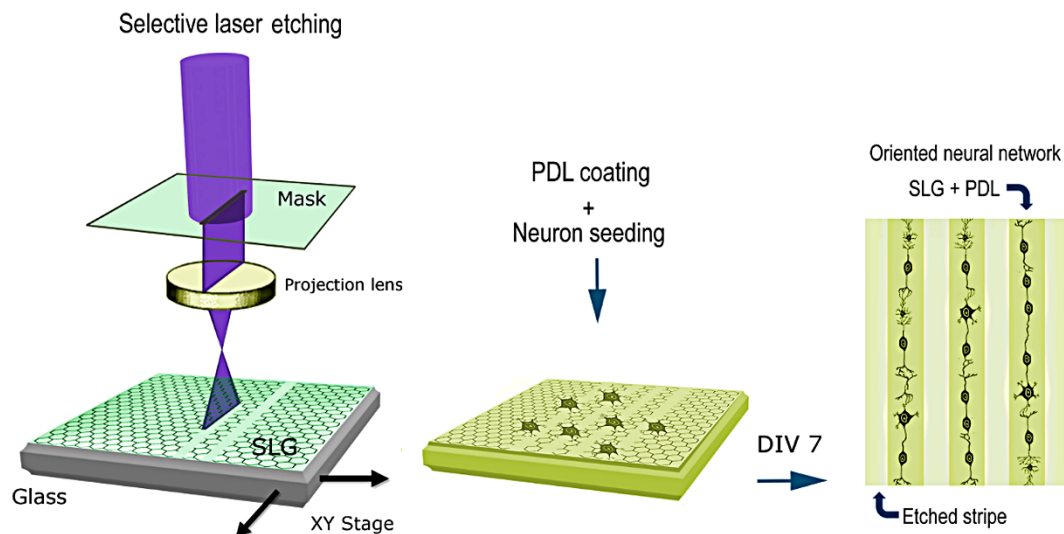 Selective laser etching
Mask
Projection lens
SLG
Glass
XY Stage
PDL coating
+
Neuron seeding
DIV 7
Oriented neural network
SLG + PDL
Etched stripe